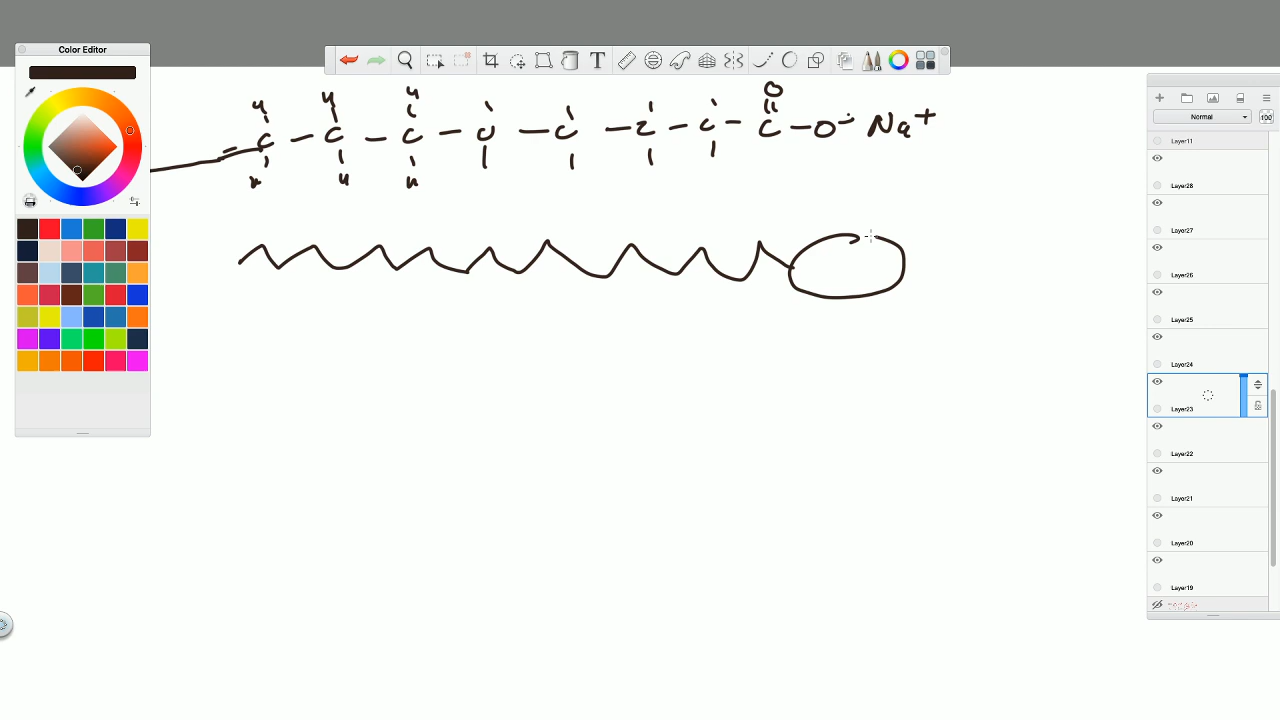 Color Editor
Normal
100
Layer11
H H H O
- C - C - C - C - C - C - C - C - O - Na+
H H H
Layer28
Layer27
Layer26
Layer25
Layer24
Layer23
Layer22
Layer21
Layer20
Layer19